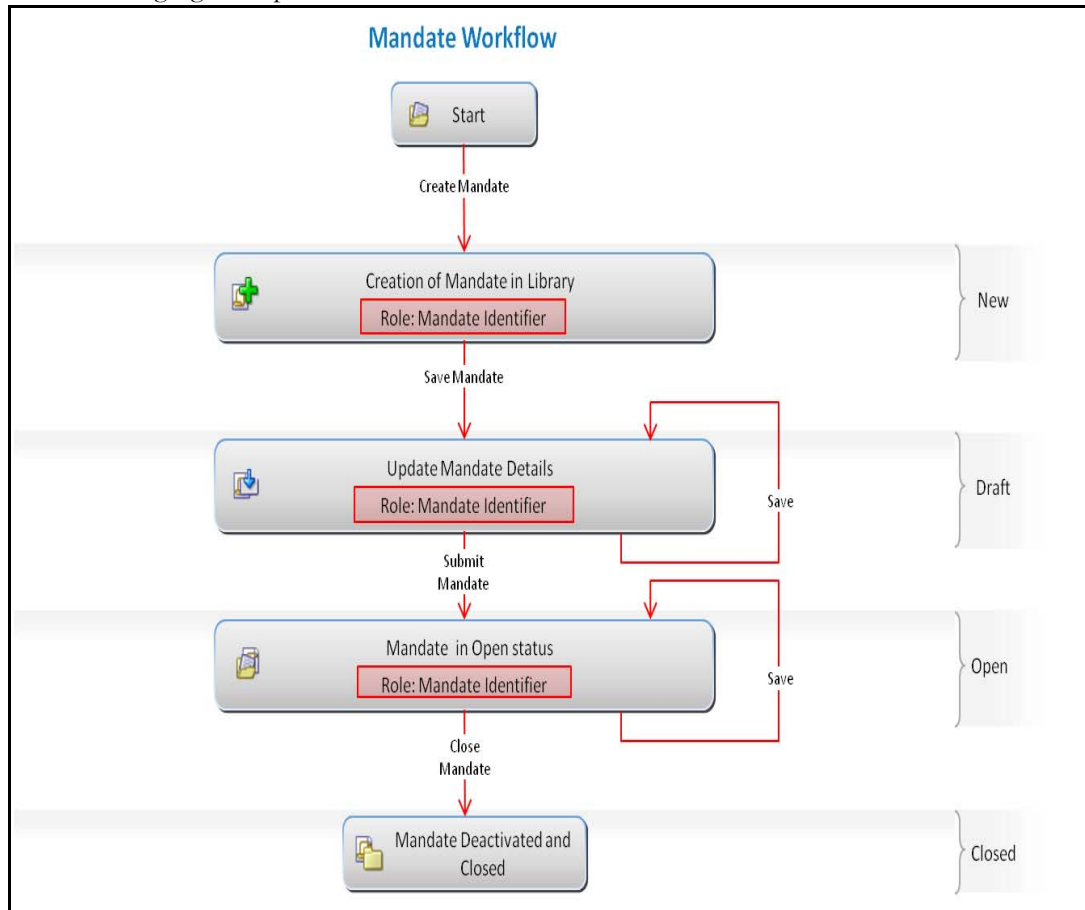 Mandate Workflow
Start
Create Mandate
Creation of Mandate in Library
Role: Mandate Identifier
New
Save Mandate
Update Mandate Details
Role: Mandate Identifier
Save
Draft
Submit
Mandate
Mandate in Open status
Role: Mandate Identifier
Save
Open
Close
Mandate
Mandate Deactivated and
Closed
Closed